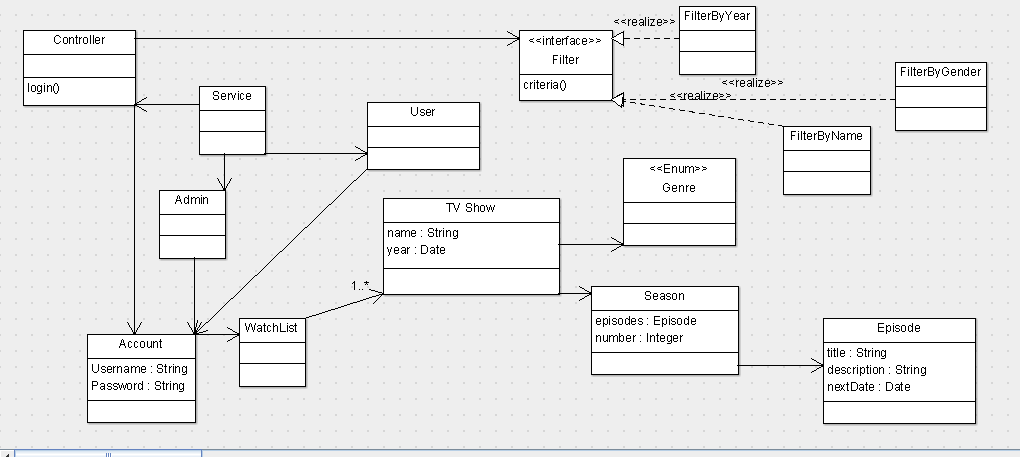 FilterByYear
<<realize>>
Controller
<<interface>>
Filter
login()
criteria()
FilterByGender
<<realize>>
<<realize>>
Service
User
FilterByName
<<Enum>>
Genre
Admin
TV Show
name : String
year : Date
1..*
Season
episodes : Episode
number : Integer
WatchList
Account
Username : String
Password : String
Episode
title : String
description : String
nextDate : Date